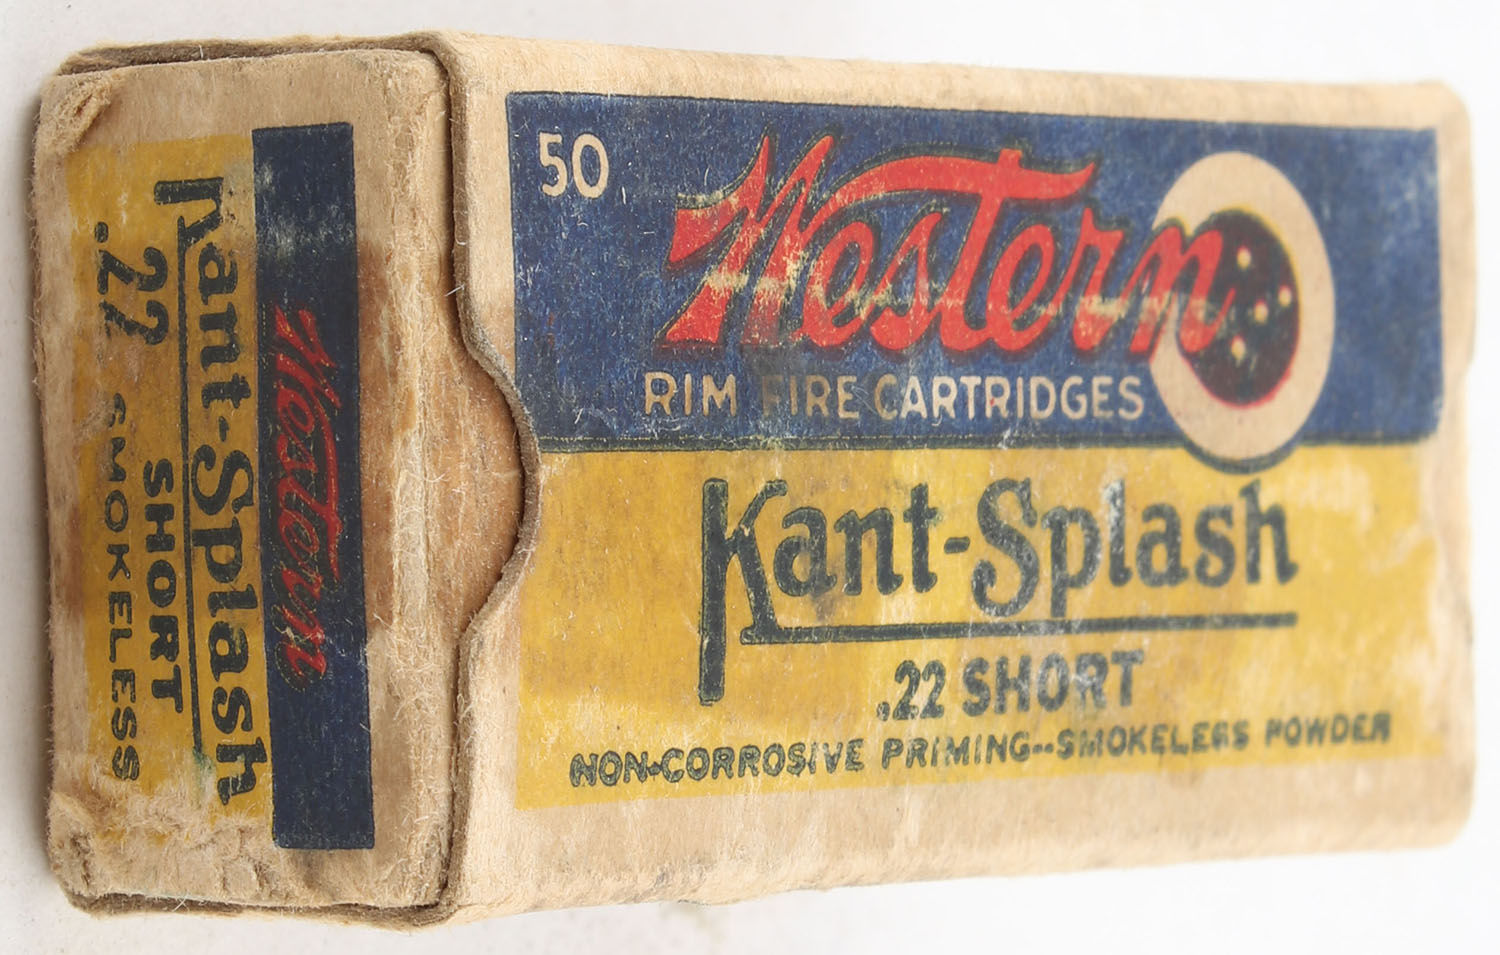 50
Western
RIM FIRE CARTRIDGES
Kant-Splash
.22 SHORT
NON-CORROSIVE PRIMING--SMOKELESS POWDER
Western
Kant-Splash
22 SHORT
.22 SMOKELESS